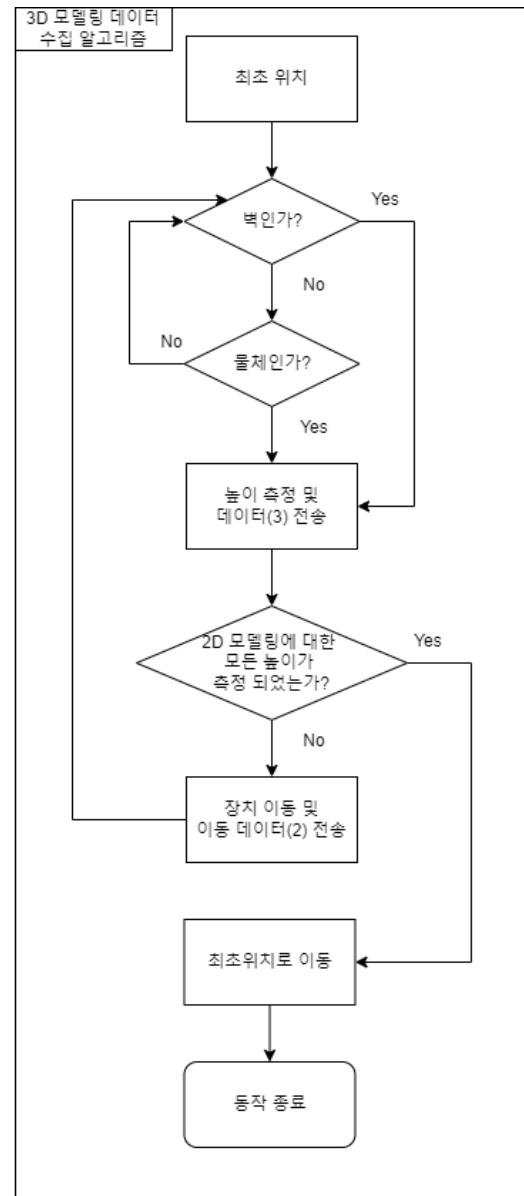 3D 모델링 데이터
수집 알고리즘
최초 위치
벽인가?
Yes
No
물체인가?
No
Yes
높이 측정 및
데이터(3) 전송
2D 모델링에 대한
모든 높이가
측정 되었는가?
Yes
No
장치 이동 및
이동 데이터(2) 전송
최초위치로 이동
동작 종료